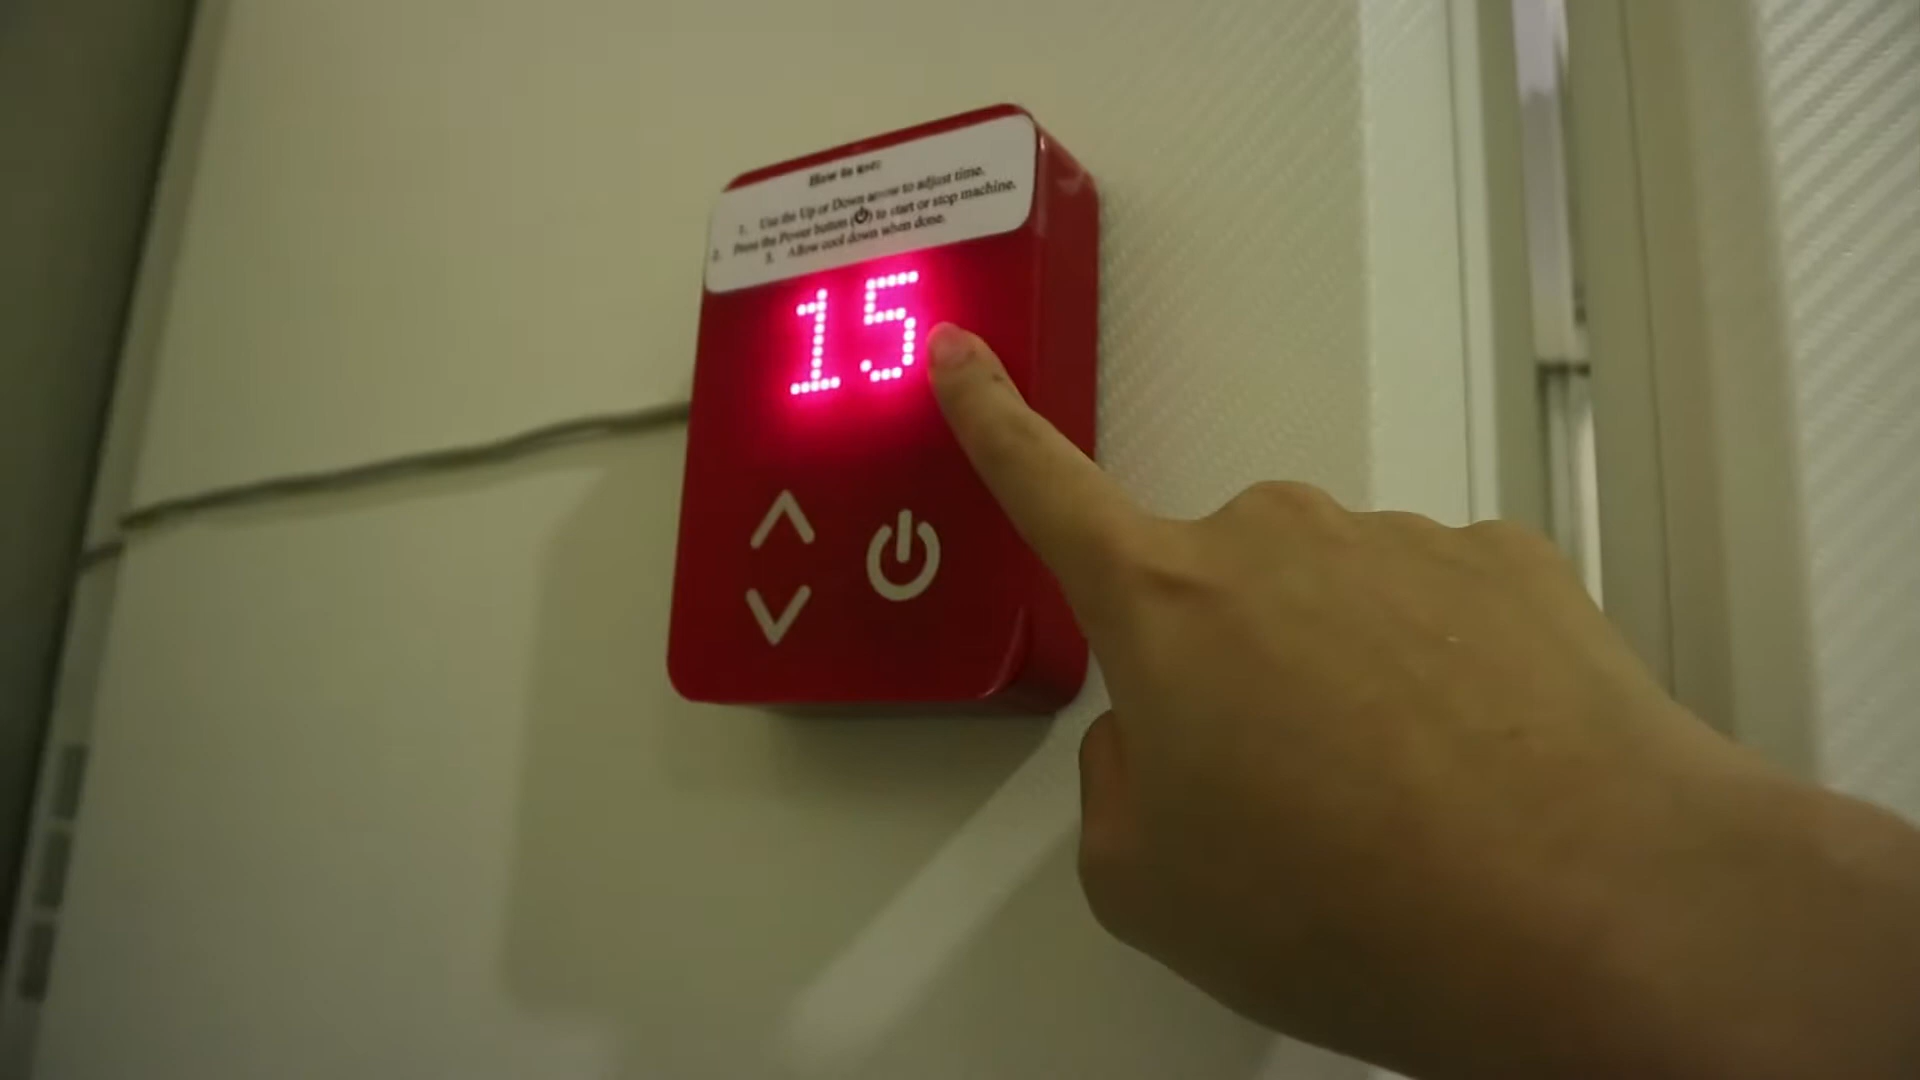 How to use:
1. Use the Up or Down arrow to adjust time.
2. Press the Power button (⏻) to start or stop machine.
3. Allow cool down when done.
15